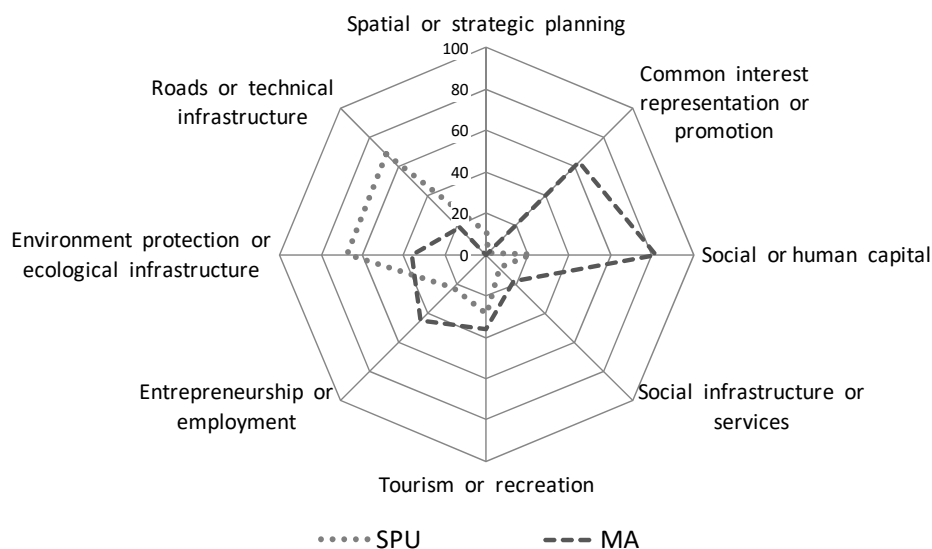 Spatial or strategic planning
100
80
60
40
20
0
Common interest
representation or
promotion
Social or human capital
Social infrastructure or
services
Tourism or recreation
Entrepreneurship or
employment
Environment protection or
ecological infrastructure
Roads or technical
infrastructure
SPU
MA